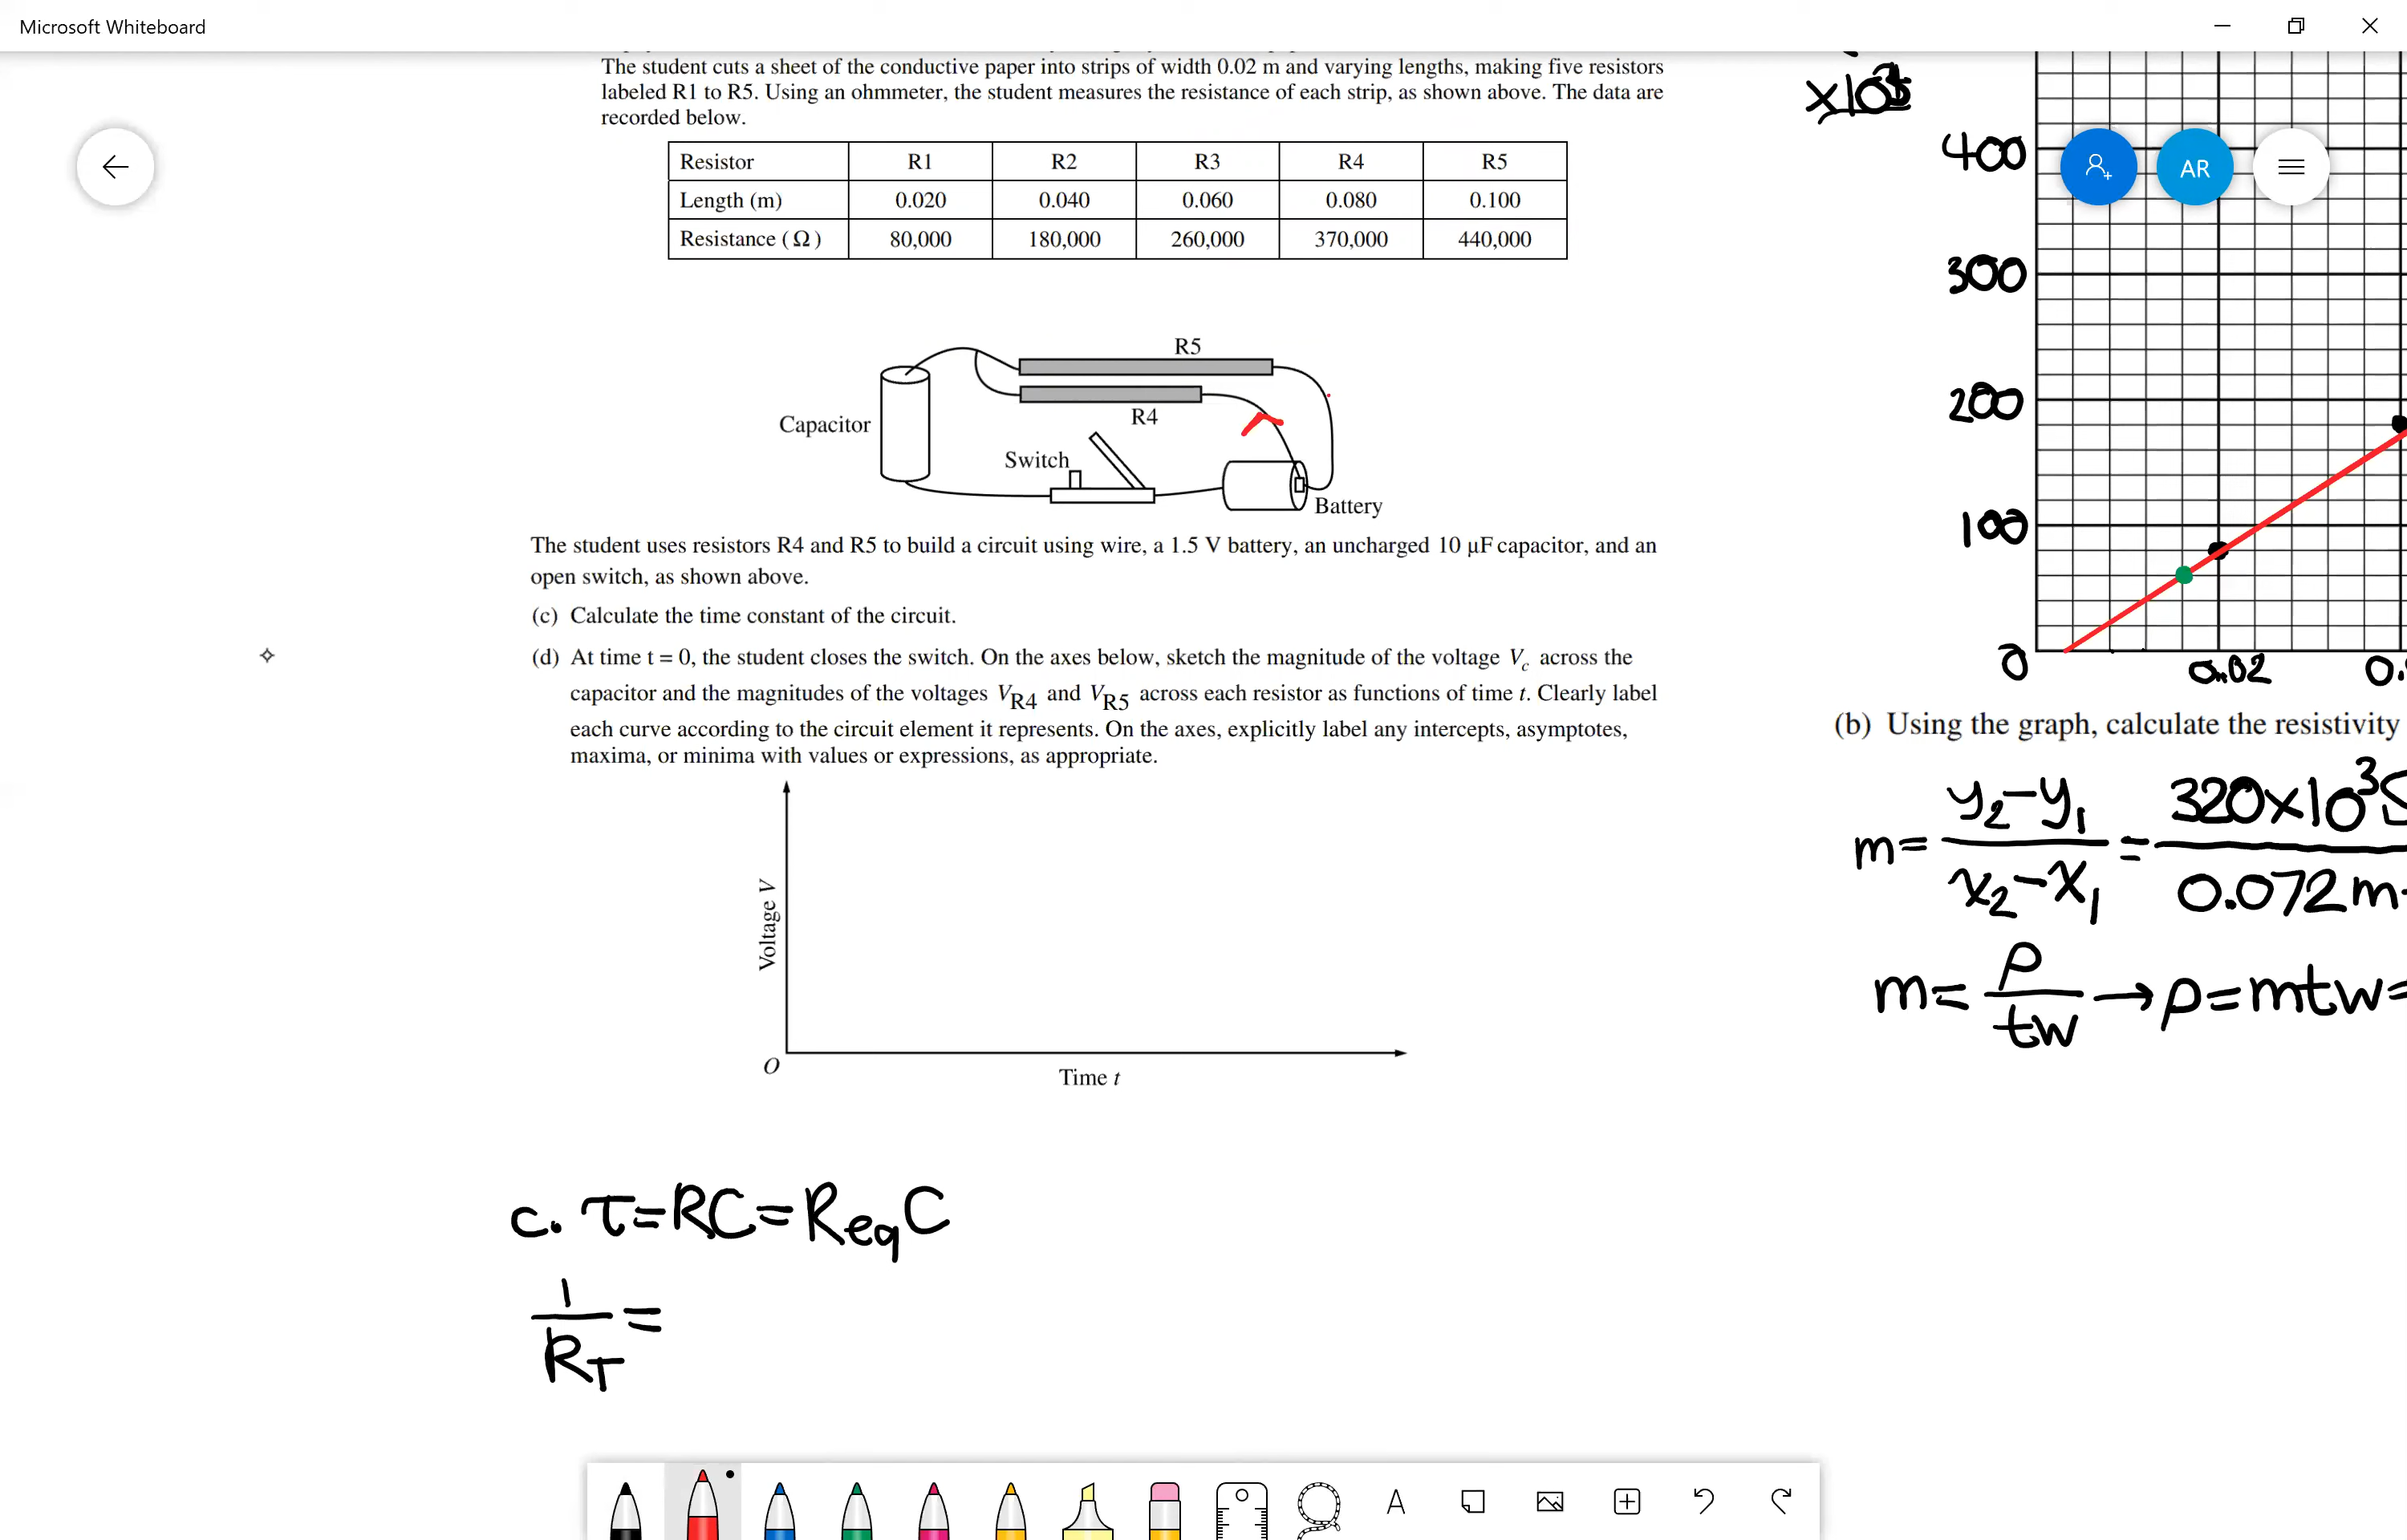 Microsoft Whiteboard
The student cuts a sheet of the conductive paper into strips of width 0.02 m and varying lengths, making five resistors
labeled R1 to R5. Using an ohmmeter, the student measures the resistance of each strip, as shown above. The data are
recorded below.
Resistor R1 R2 R3 R4 R5
Length (m) 0.020 0.040 0.060 0.080 0.100
Resistance (Ω) 80,000 180,000 260,000 370,000 440,000
R5
R4
Capacitor
Switch
Battery
The student uses resistors R4 and R5 to build a circuit using wire, a 1.5 V battery, an uncharged 10 μF capacitor, and an
open switch, as shown above.
(c) Calculate the time constant of the circuit.
(d) At time t = 0, the student closes the switch. On the axes below, sketch the magnitude of the voltage Vc across the
capacitor and the magnitudes of the voltages VR4 and VR5 across each resistor as functions of time t. Clearly label
each curve according to the circuit element it represents. On the axes, explicitly label any intercepts, asymptotes,
maxima, or minima with values or expressions, as appropriate.
Voltage V
O
Time t
c. τ=RC=ReqC
1/RT=
400
AR
300
200
100
0
0.02
0.
(b) Using the graph, calculate the resistivity
m= y2-y1/x2-x1 = 320×10³/0.072m
m= ρ/tw → ρ=mtw=
A